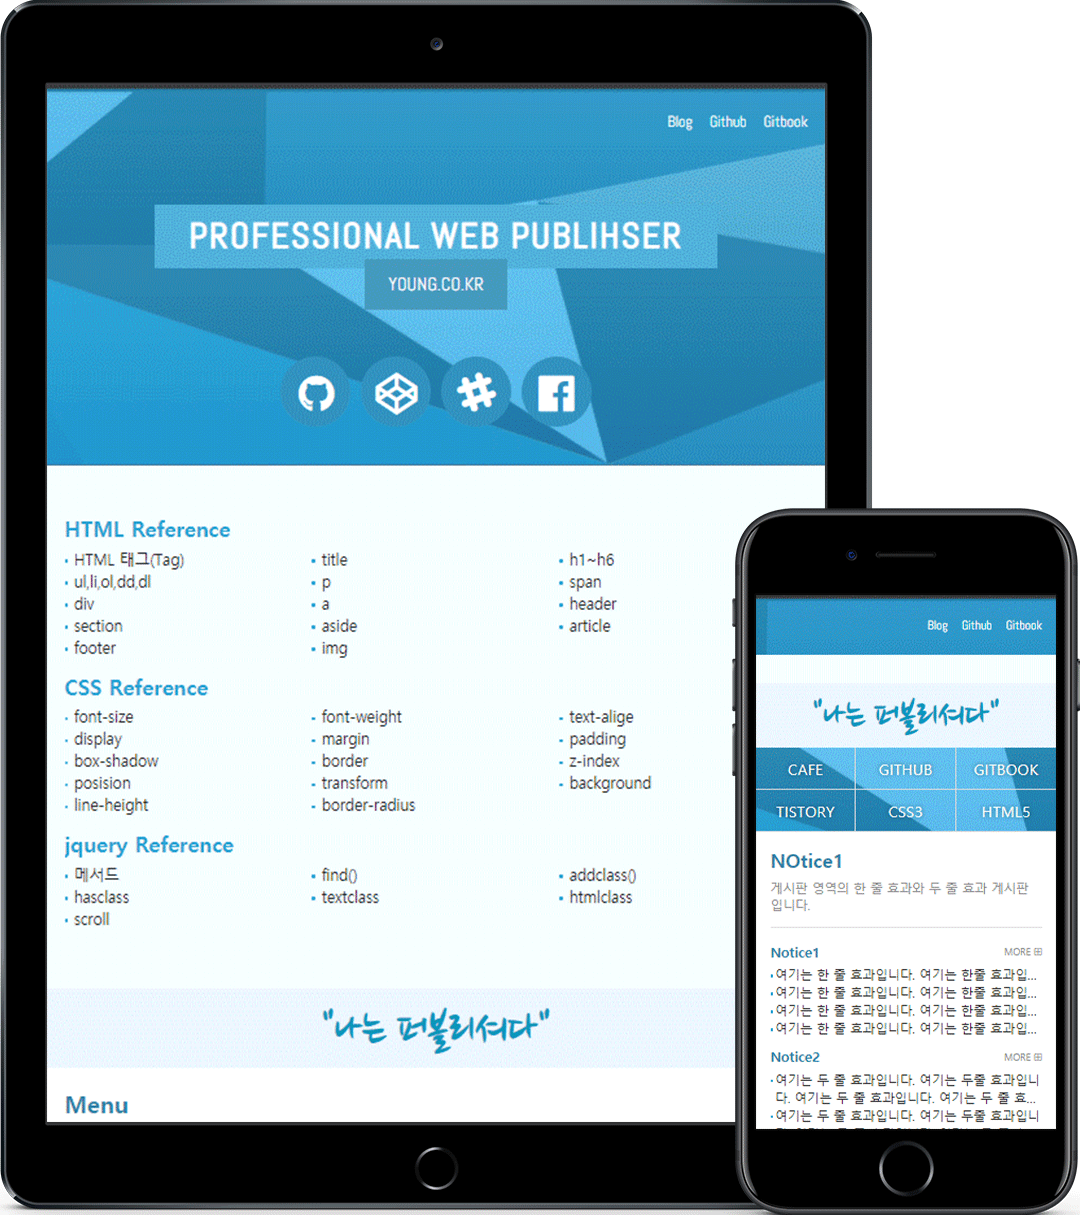 Blog Github Gitbook
PROFESSIONAL WEB PUBLIHSER
YOUNG.CO.KR
HTML Reference
HTML 태그(Tag) title h1~h6
ul,li,ol,dd,dl p span
div a header
section aside article
footer img
CSS Reference
font-size font-weight text-alige
display margin padding
box-shadow border z-index
posision transform background
line-height border-radius
jquery Reference
메서드 find() addclass()
hasclass textclass htmlclass
scroll
"나는 퍼블리셔다"
Menu
Blog Github Gitbook
"나는 퍼블리셔다"
CAFE GITHUB GITBOOK
TISTORY CSS3 HTML5
NOtice1
게시판 영역의 한 줄 효과와 두 줄 효과 게시판
입니다.
Notice1 MORE
여기는 한 줄 효과입니다. 여기는 한줄 효과입...
여기는 한 줄 효과입니다. 여기는 한줄 효과입...
여기는 한 줄 효과입니다. 여기는 한줄 효과입...
여기는 한 줄 효과입니다. 여기는 한줄 효과입...
Notice2 MORE
여기는 두 줄 효과입니다. 여기는 두줄 효과입니
다. 여기는 두 줄 효과입니다. 여기는 두 줄 효...
여기는 두 줄 효과입니다. 여기는 두줄 효과입니